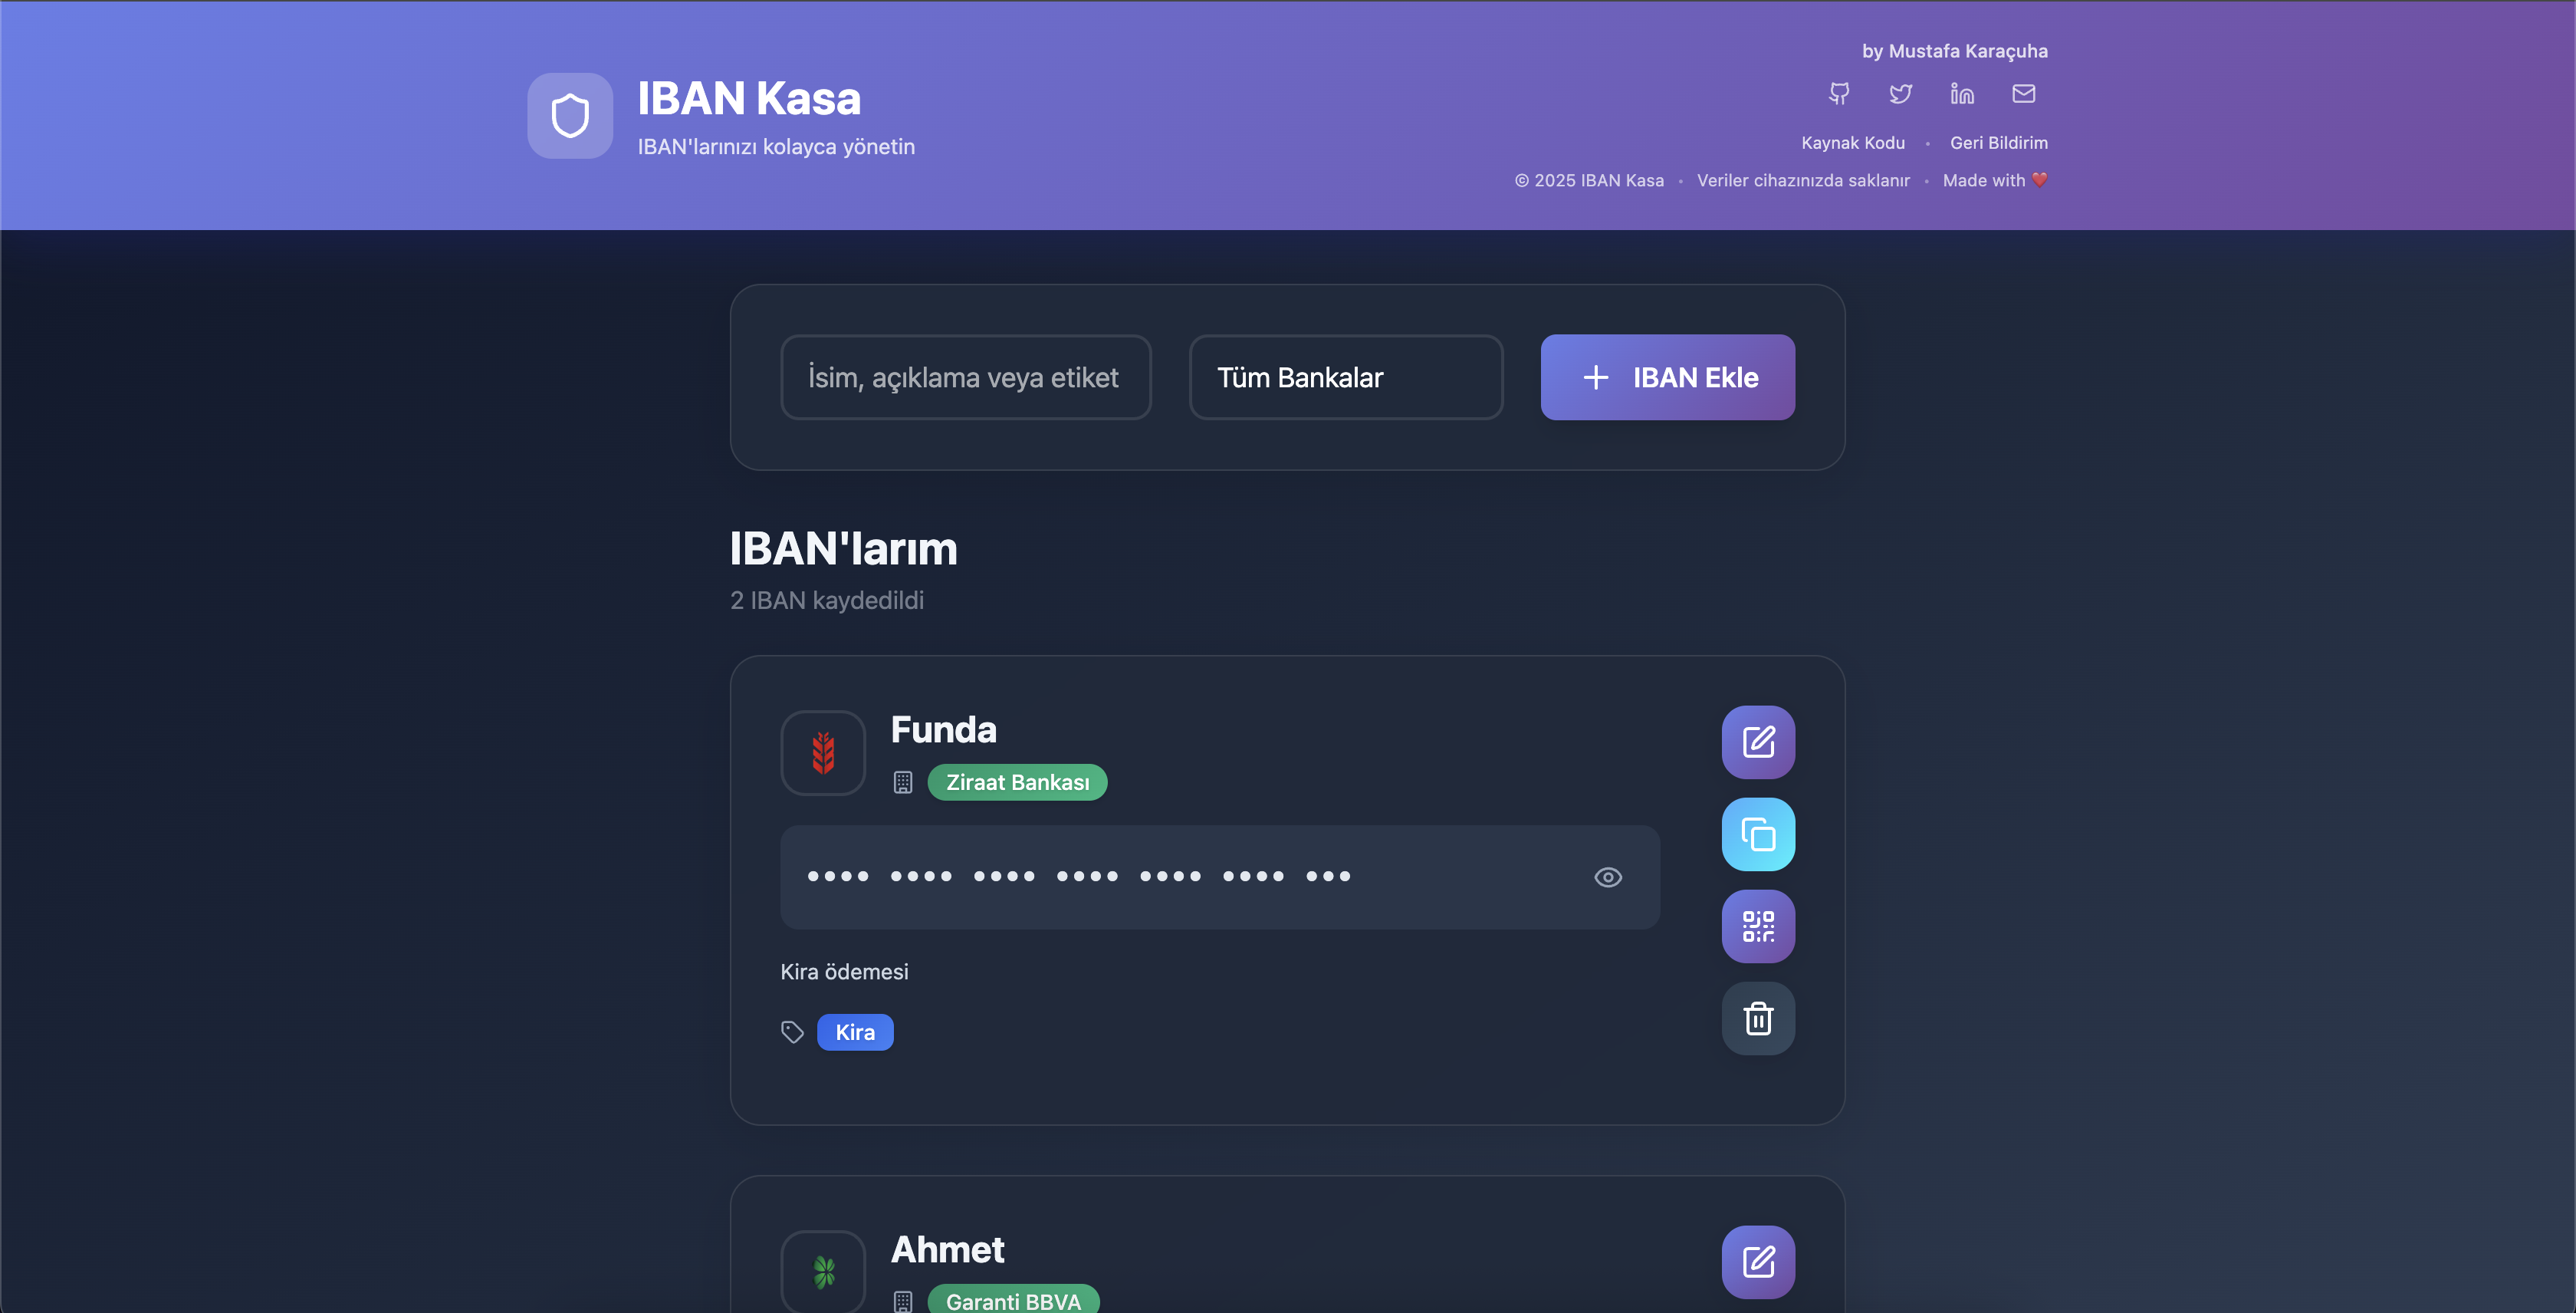 IBAN Kasa
IBAN'larınızı kolayca yönetin
by Mustafa Karaçuha
Kaynak Kodu • Geri Bildirim
© 2025 IBAN Kasa • Veriler cihazınızda saklanır • Made with ❤️
İsim, açıklama veya etiket
Tüm Bankalar
+ IBAN Ekle
IBAN'larım
2 IBAN kaydedildi
Funda
Ziraat Bankası
•••• •••• •••• •••• •••• •••• •••
Kira ödemesi
Kira
Ahmet
Garanti BBVA